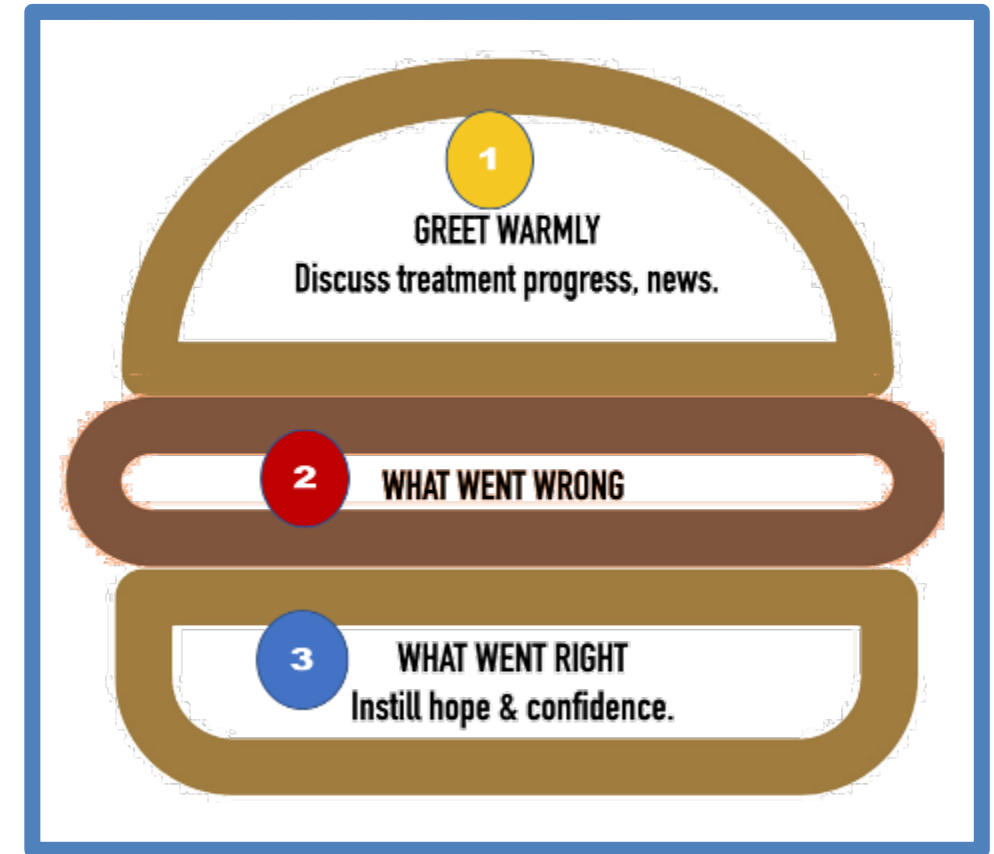 1
GREET WARMLY
Discuss treatment progress, news.
2 WHAT WENT WRONG
3 WHAT WENT RIGHT
Instill hope & confidence.